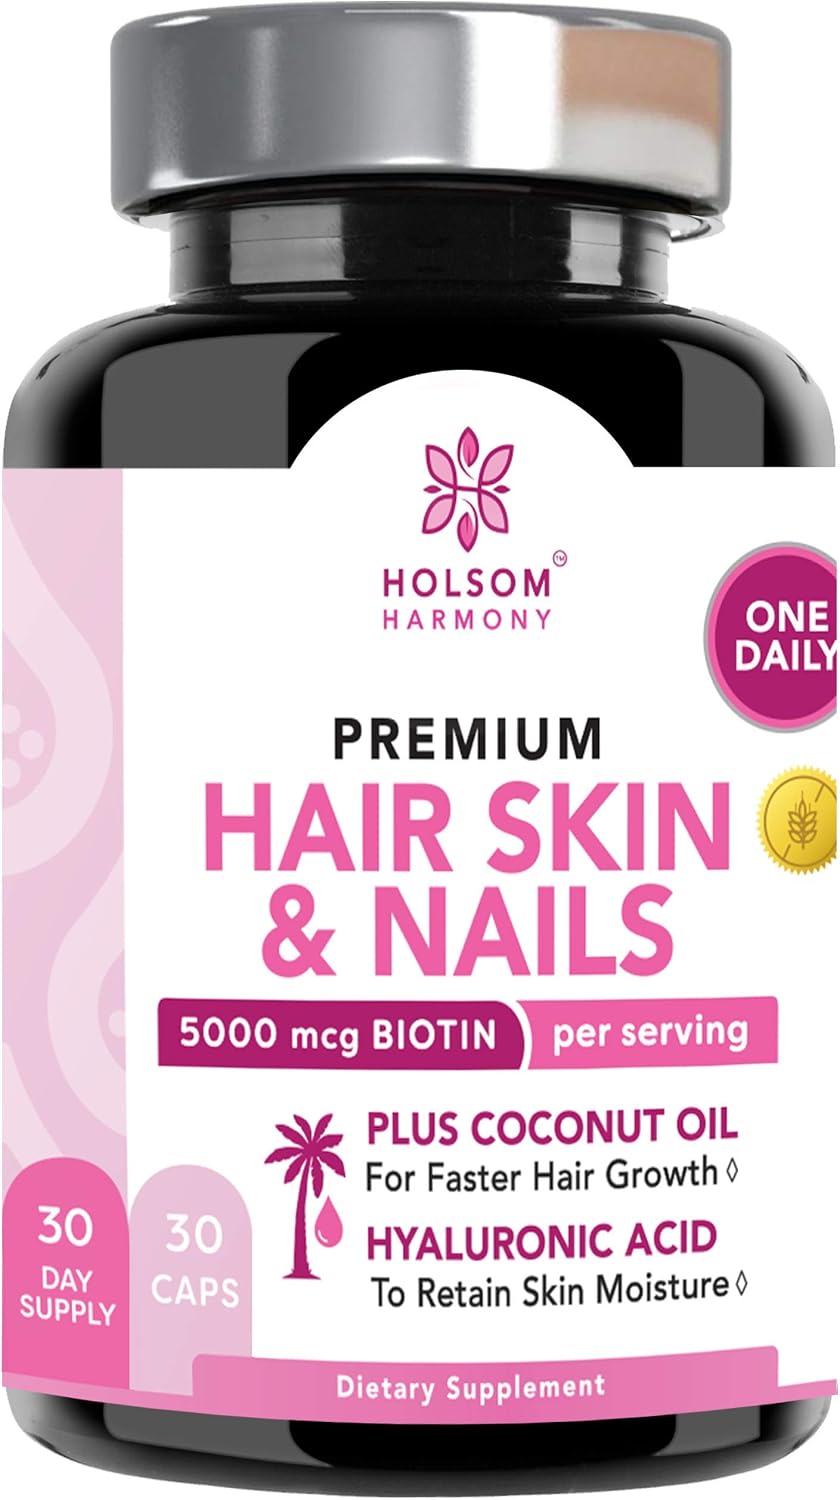 HOLSOM™
HARMONY
ONE
DAILY
PREMIUM
HAIR SKIN
& NAILS
5000 mcg BIOTIN per serving
PLUS COCONUT OIL
For Faster Hair Growth◊
HYALURONIC ACID
To Retain Skin Moisture◊
30
DAY
SUPPLY
30
CAPS
Dietary Supplement